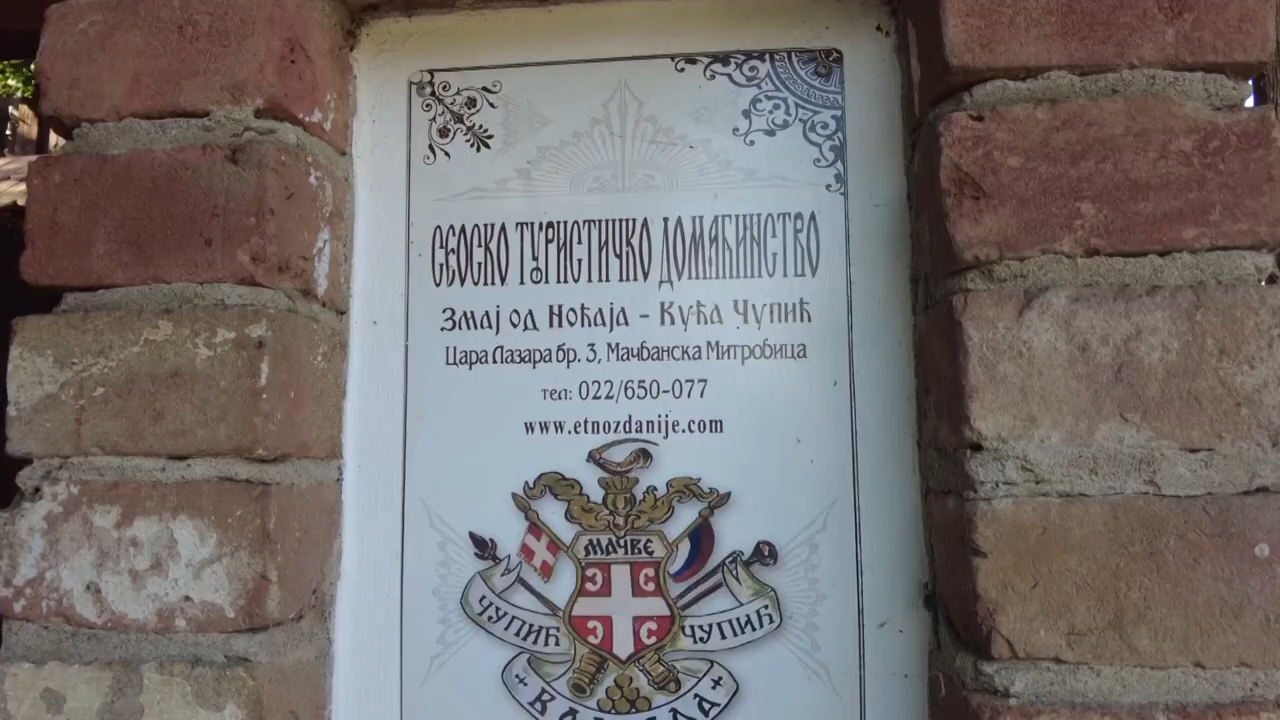 СЕОСКО ТУРИСТИЧКО ДОМАЋИНСТВО
Змај од Ноћаја - Кућа Чупић
Цара Лазара бр. 3, Мачванска Митровица
тел: 022/650-077
www.etnozdanije.com
МАЧВЕ
ЧУПИЋ ЧУПИЋ